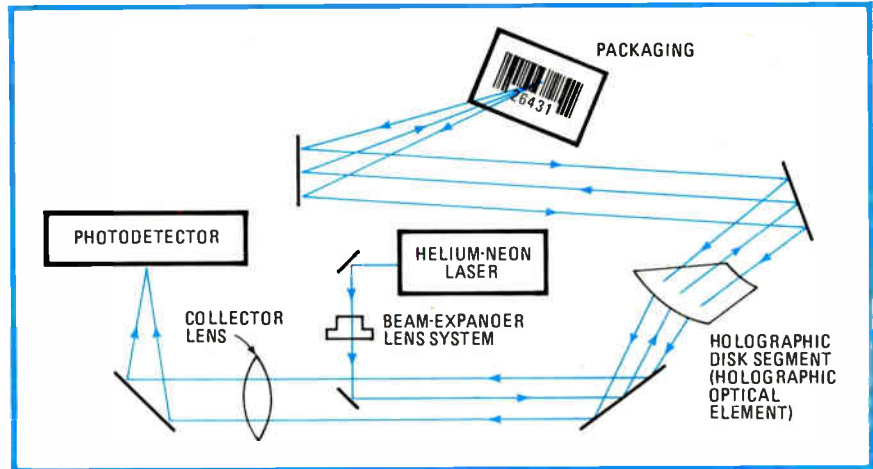 PACKAGING
26431
PHOTODETECTOR
HELIUM-NEON
LASER
COLLECTOR
LENS
BEAM-EXPANDER
LENS SYSTEM
HOLOGRAPHIC
DISK SEGMENT
(HOLOGRAPHIC
OPTICAL
ELEMENT)